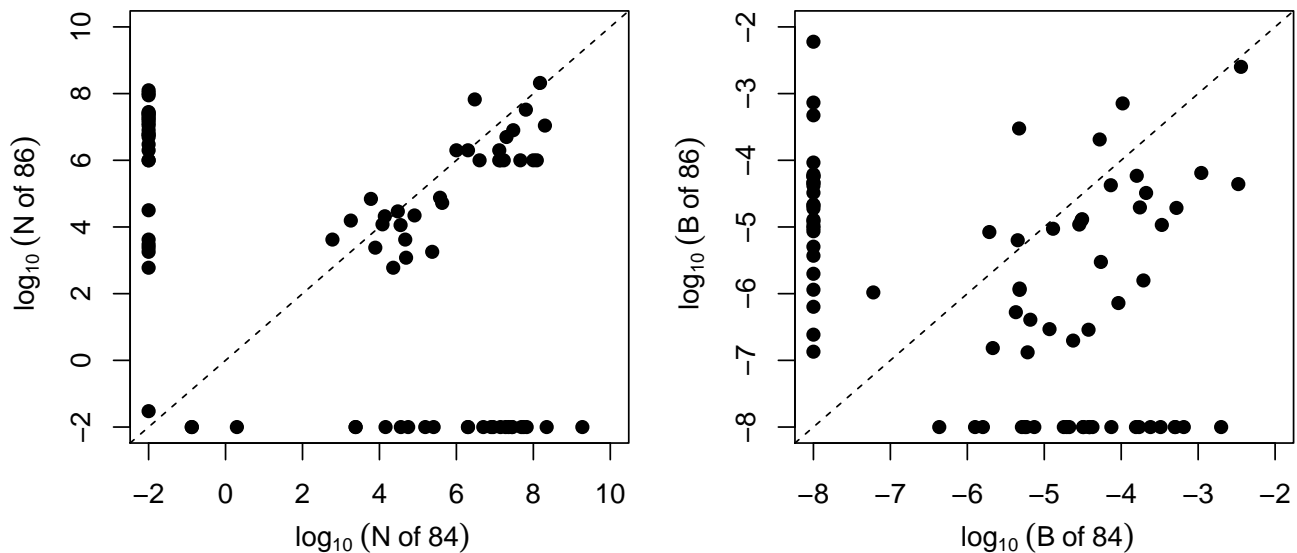 10
8
6
4
2
0
−2
log₁₀ (N of 86)
−2 0 2 4 6 8 10
log₁₀ (N of 84)
−2
−3
−4
−5
−6
−7
−8
log₁₀ (B of 86)
−8 −7 −6 −5 −4 −3 −2
log₁₀ (B of 84)